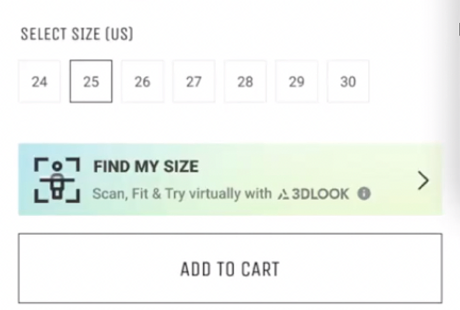 SELECT SIZE (US)
24 25 26 27 28 29 30
FIND MY SIZE
Scan, Fit & Try virtually with 3DLOOK
ADD TO CART